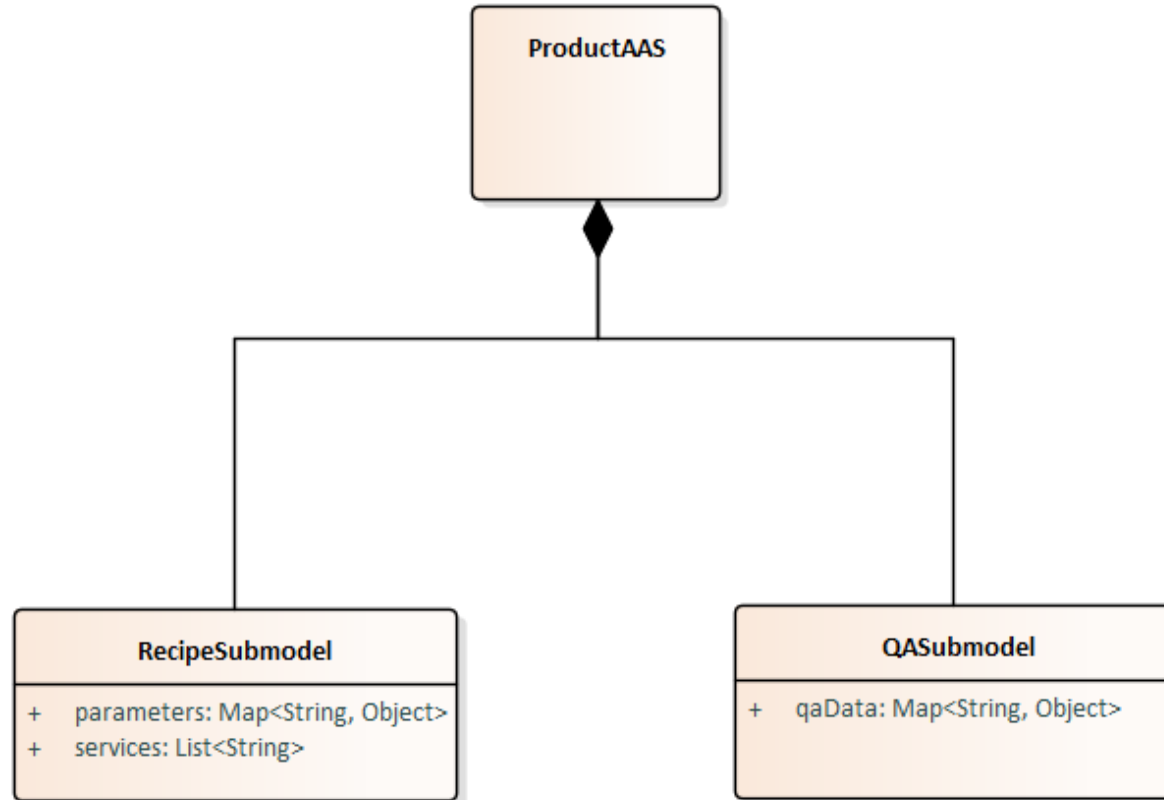 ProductAAS
RecipeSubmodel
+ parameters: Map<String, Object>
+ services: List<String>
QASubmodel
+ qaData: Map<String, Object>